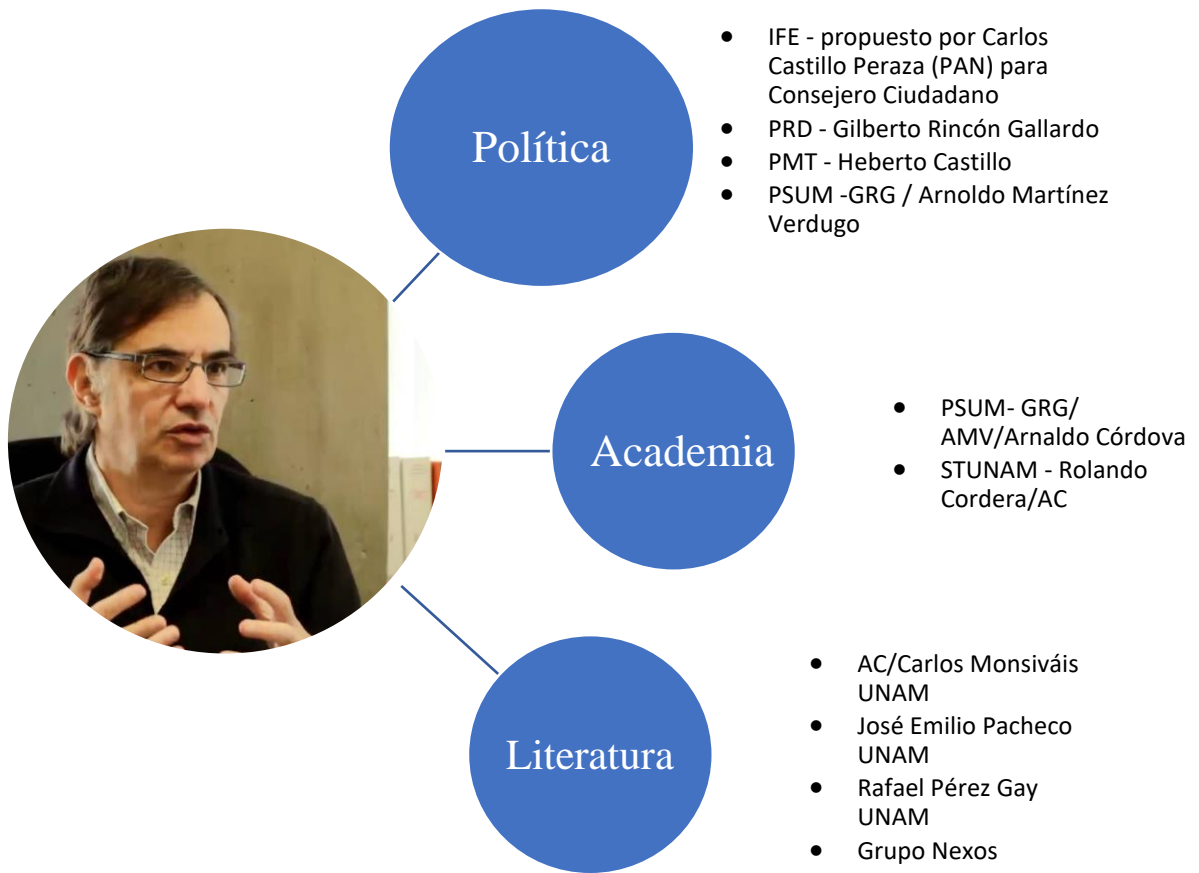 Política
• IFE - propuesto por Carlos
Castillo Peraza (PAN) para
Consejero Ciudadano
• PRD - Gilberto Rincón Gallardo
• PMT - Heberto Castillo
• PSUM -GRG / Arnoldo Martínez
Verdugo
Academia
• PSUM- GRG/
AMV/Arnaldo Córdova
• STUNAM - Rolando
Cordera/AC
Literatura
• AC/Carlos Monsiváis
UNAM
• José Emilio Pacheco
UNAM
• Rafael Pérez Gay
UNAM
• Grupo Nexos